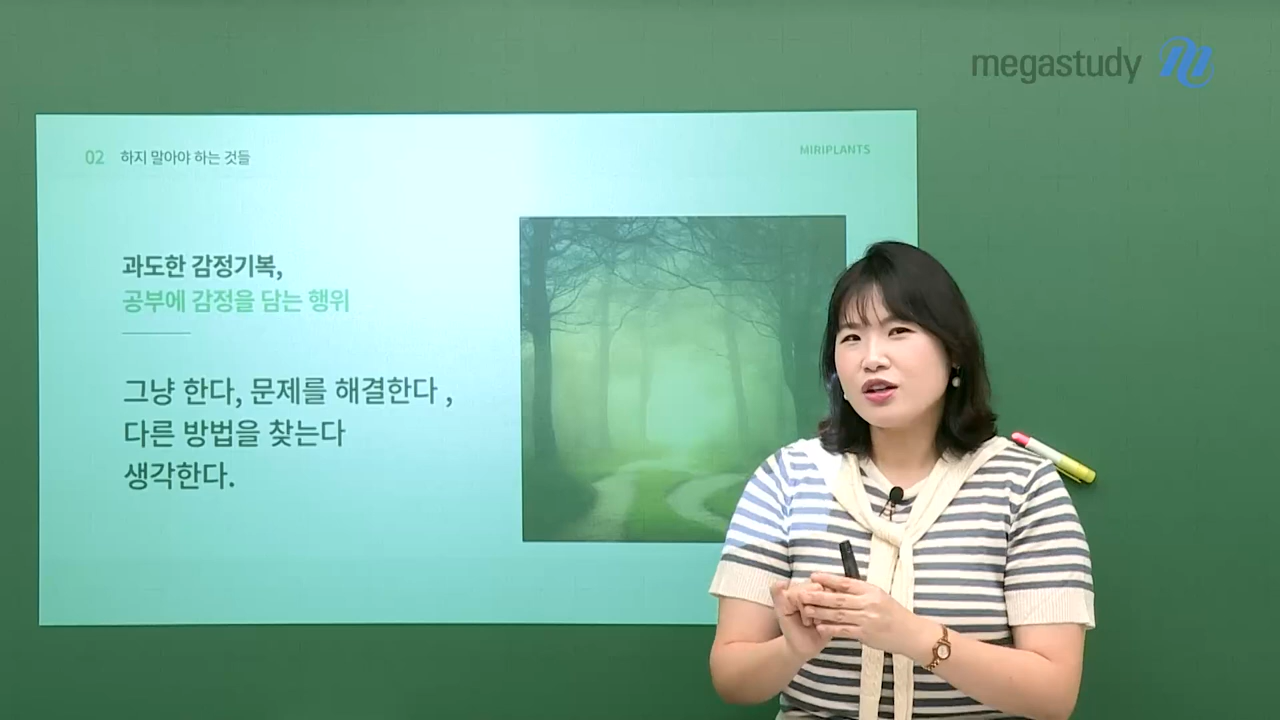 megastudy
02 하지 말아야 하는 것들
MIRIPLANTS
과도한 감정기복,
공부에 감정을 담는 행위
그냥 한다, 문제를 해결한다 ,
다른 방법을 찾는다
생각한다.